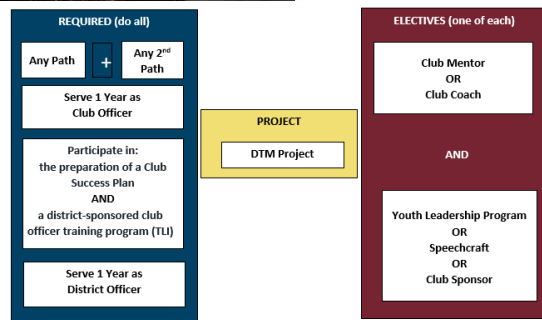 REQUIRED (do all)
Any Path
+
Any 2nd
Path
Serve 1 Year as
Club Officer
Participate in:
the preparation of a Club
Success Plan
AND
a district-sponsored club
officer training program (TLI)
Serve 1 Year as
District Officer
PROJECT
DTM Project
ELECTIVES (one of each)
Club Mentor
OR
Club Coach
AND
Youth Leadership Program
OR
Speechcraft
OR
Club Sponsor